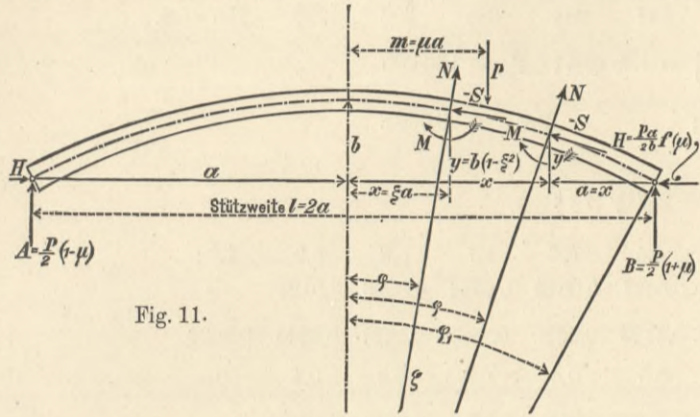 m=μa
N
P
N
-S
-S
M
M
H
b
y=b(1-ξ²)
y
H=Pa/2b f(μ)
a
x=ξa
x
a=x
Stützweite l=2a
A=P/2(1-μ)
B=P/2(1+μ)
φ
φ
φ₁
Fig. 11.